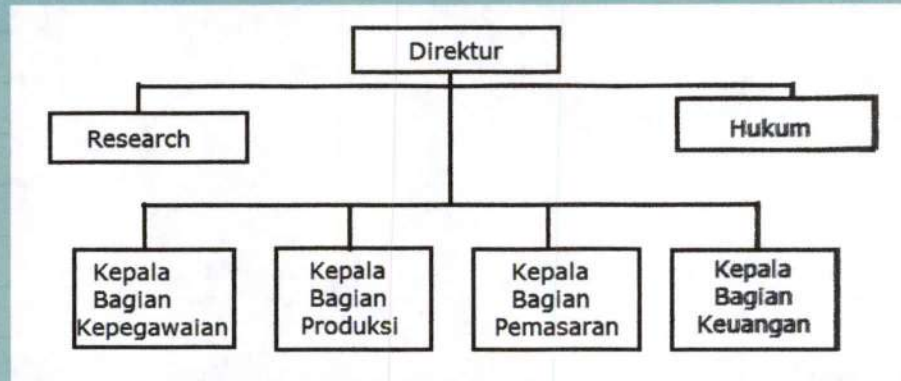 Direktur
Research
Hukum
Kepala
Bagian
Kepegawaian
Kepala
Bagian
Produksi
Kepala
Bagian
Pemasaran
Kepala
Bagian
Keuangan